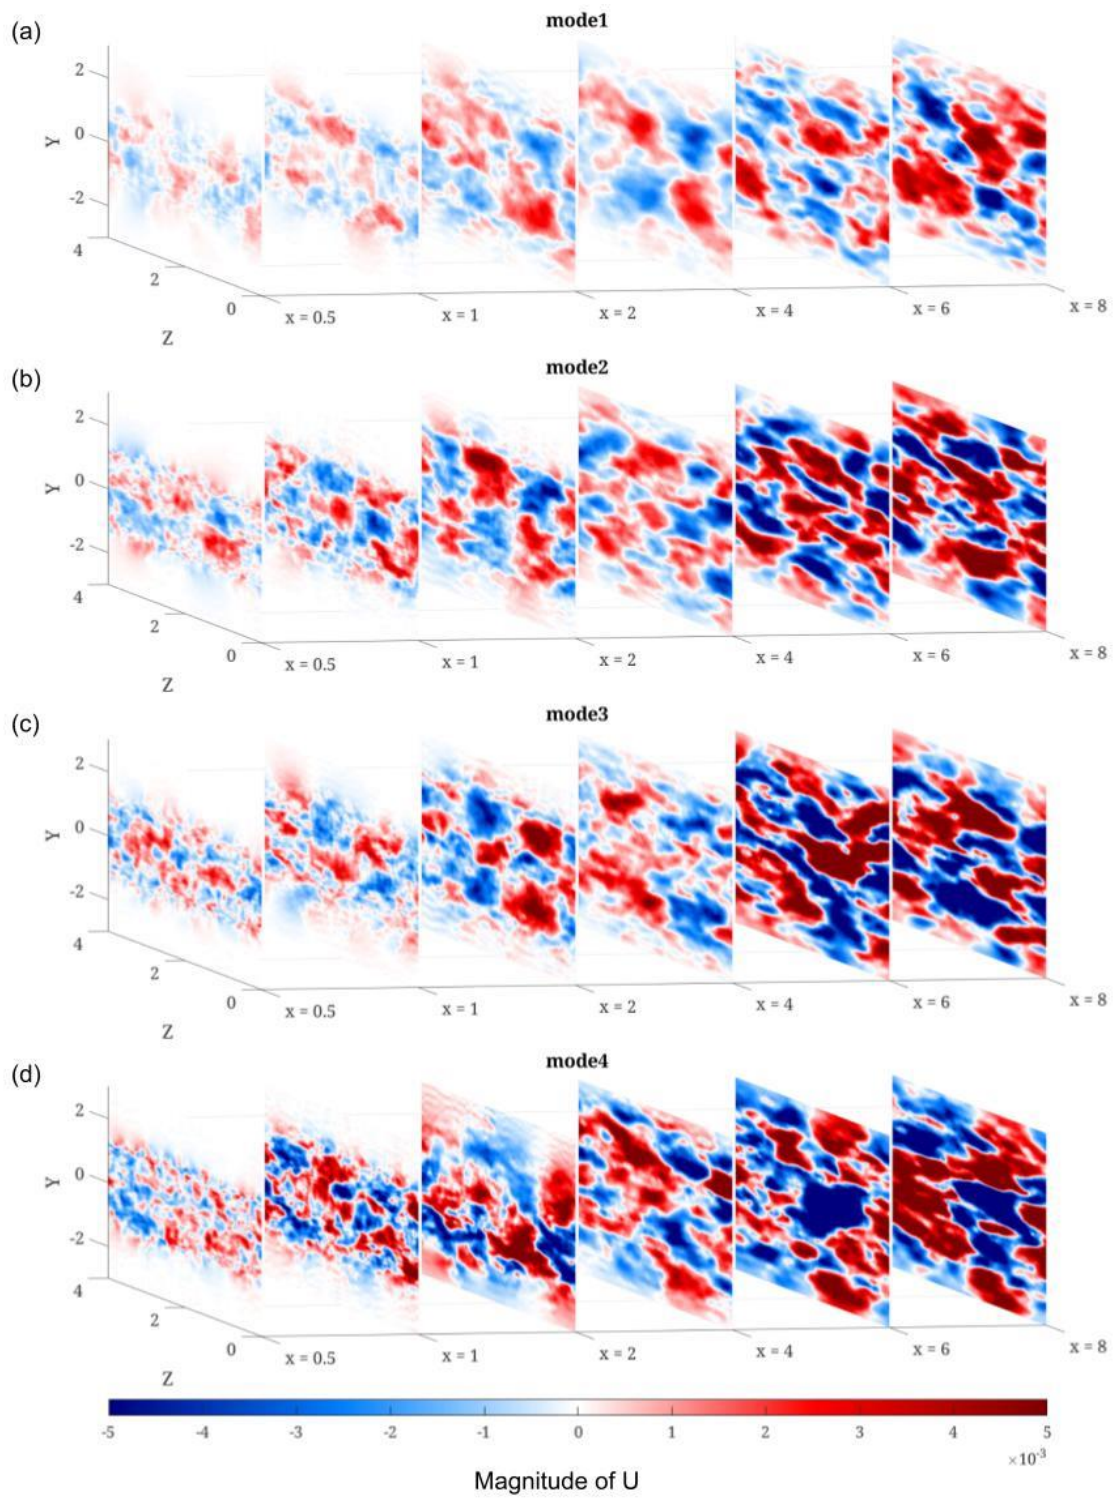 (a)
mode1
2
0
-2
Y
4
2
0
Z
x = 0.5
x = 1
x = 2
x = 4
x = 6
x = 8
(b)
mode2
2
0
-2
Y
4
2
0
Z
x = 0.5
x = 1
x = 2
x = 4
x = 6
x = 8
(c)
mode3
2
0
-2
Y
4
2
0
Z
x = 0.5
x = 1
x = 2
x = 4
x = 6
x = 8
(d)
mode4
2
0
-2
Y
4
2
0
Z
x = 0.5
x = 1
x = 2
x = 4
x = 6
x = 8
-5 -4 -3 -2 -1 0 1 2 3 4 5
×10⁻³
Magnitude of U